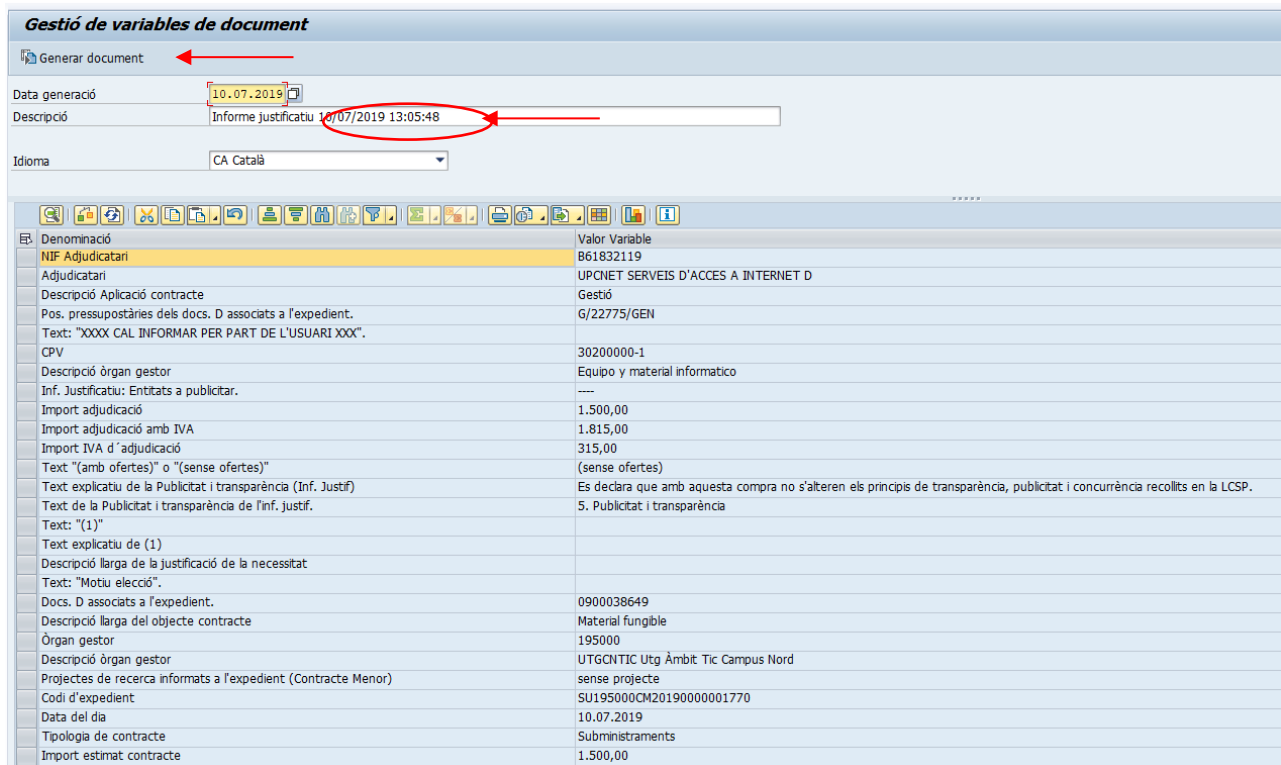 Gestió de variables de document
Generar document
Data generació 10.07.2019
Descripció Informe justificatiu 10/07/2019 13:05:48
Idioma CA Català
Denominació Valor Variable
NIF Adjudicatari B61832119
Adjudicatari UPCNET SERVEIS D'ACCES A INTERNET D
Descripció Aplicació contracte Gestió
Pos. pressupostàries dels docs. D associats a l'expedient. G/22775/GEN
Text: "XXXX CAL INFORMAR PER PART DE L'USUARI XXX".
CPV 30200000-1
Descripció òrgan gestor Equipo y material informatico
Inf. Justificatiu: Entitats a publicitar. ----
Import adjudicació 1.500,00
Import adjudicació amb IVA 1.815,00
Import IVA d´adjudicació 315,00
Text "(amb ofertes)" o "(sense ofertes)" (sense ofertes)
Text explicatiu de la Publicitat i transparència (Inf. Justif) Es declara que amb aquesta compra no s'alteren els principis de transparència, publicitat i concurrència recollits en la LCSP.
Text de la Publicitat i transparència de l'inf. justif. 5. Publicitat i transparència
Text: "(1)"
Text explicatiu de (1)
Descripció llarga de la justificació de la necessitat
Text: "Motiu elecció".
Docs. D associats a l'expedient. 0900038649
Descripció llarga del objecte contracte Material fungible
Òrgan gestor 195000
Descripció òrgan gestor UTGCNTIC Utg Àmbit Tic Campus Nord
Projectes de recerca informats a l'expedient (Contracte Menor) sense projecte
Codi d'expedient SU195000CM20190000001770
Data del dia 10.07.2019
Tipologia de contracte Subministraments
Import estimat contracte 1.500,00